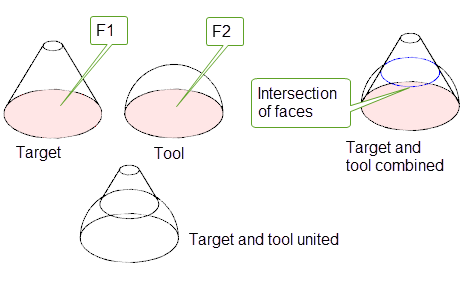 F1
F2
Intersection
of faces
Target
Tool
Target and
tool combined
Target and tool united